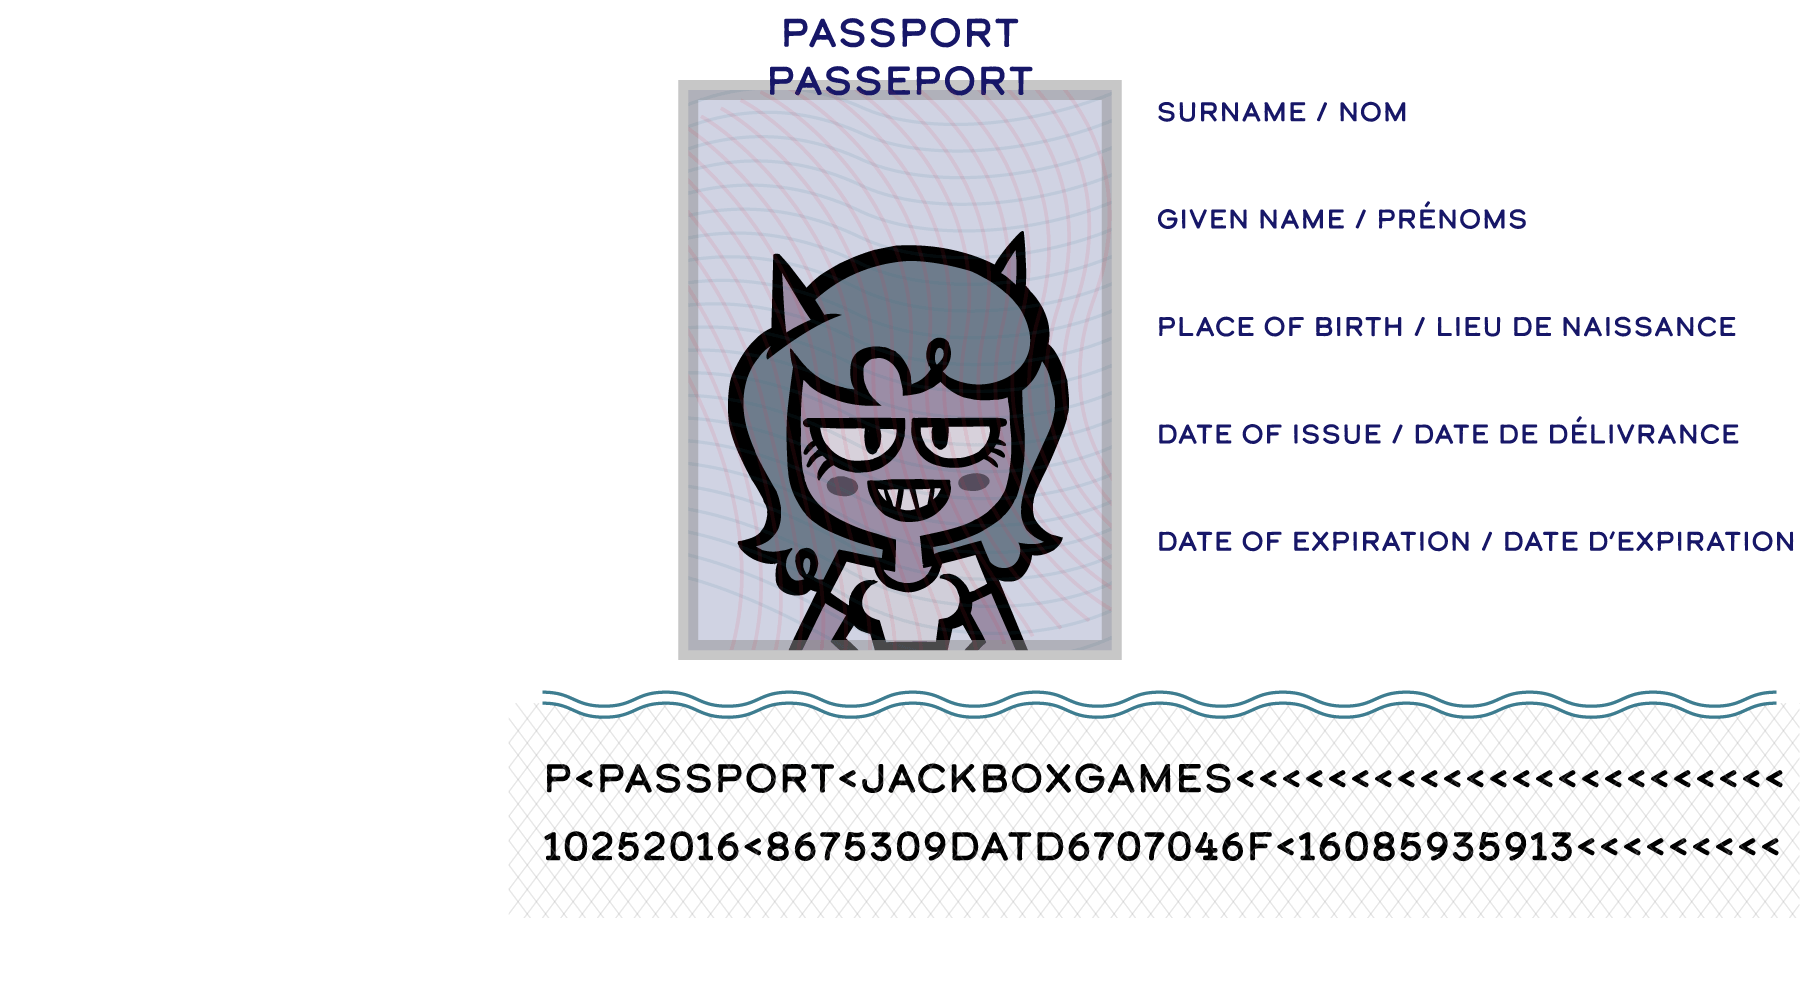 PASSPORT
PASSEPORT
SURNAME / NOM
GIVEN NAME / PRÉNOMS
PLACE OF BIRTH / LIEU DE NAISSANCE
DATE OF ISSUE / DATE DE DÉLIVRANCE
DATE OF EXPIRATION / DATE D'EXPIRATION
P<PASSPORT<JACKBOXGAMES<<<<<<<<<<<<<<<<<<<<<<<<
10252016<8675309DATD6707046F<16085935913<<<<<<<<<